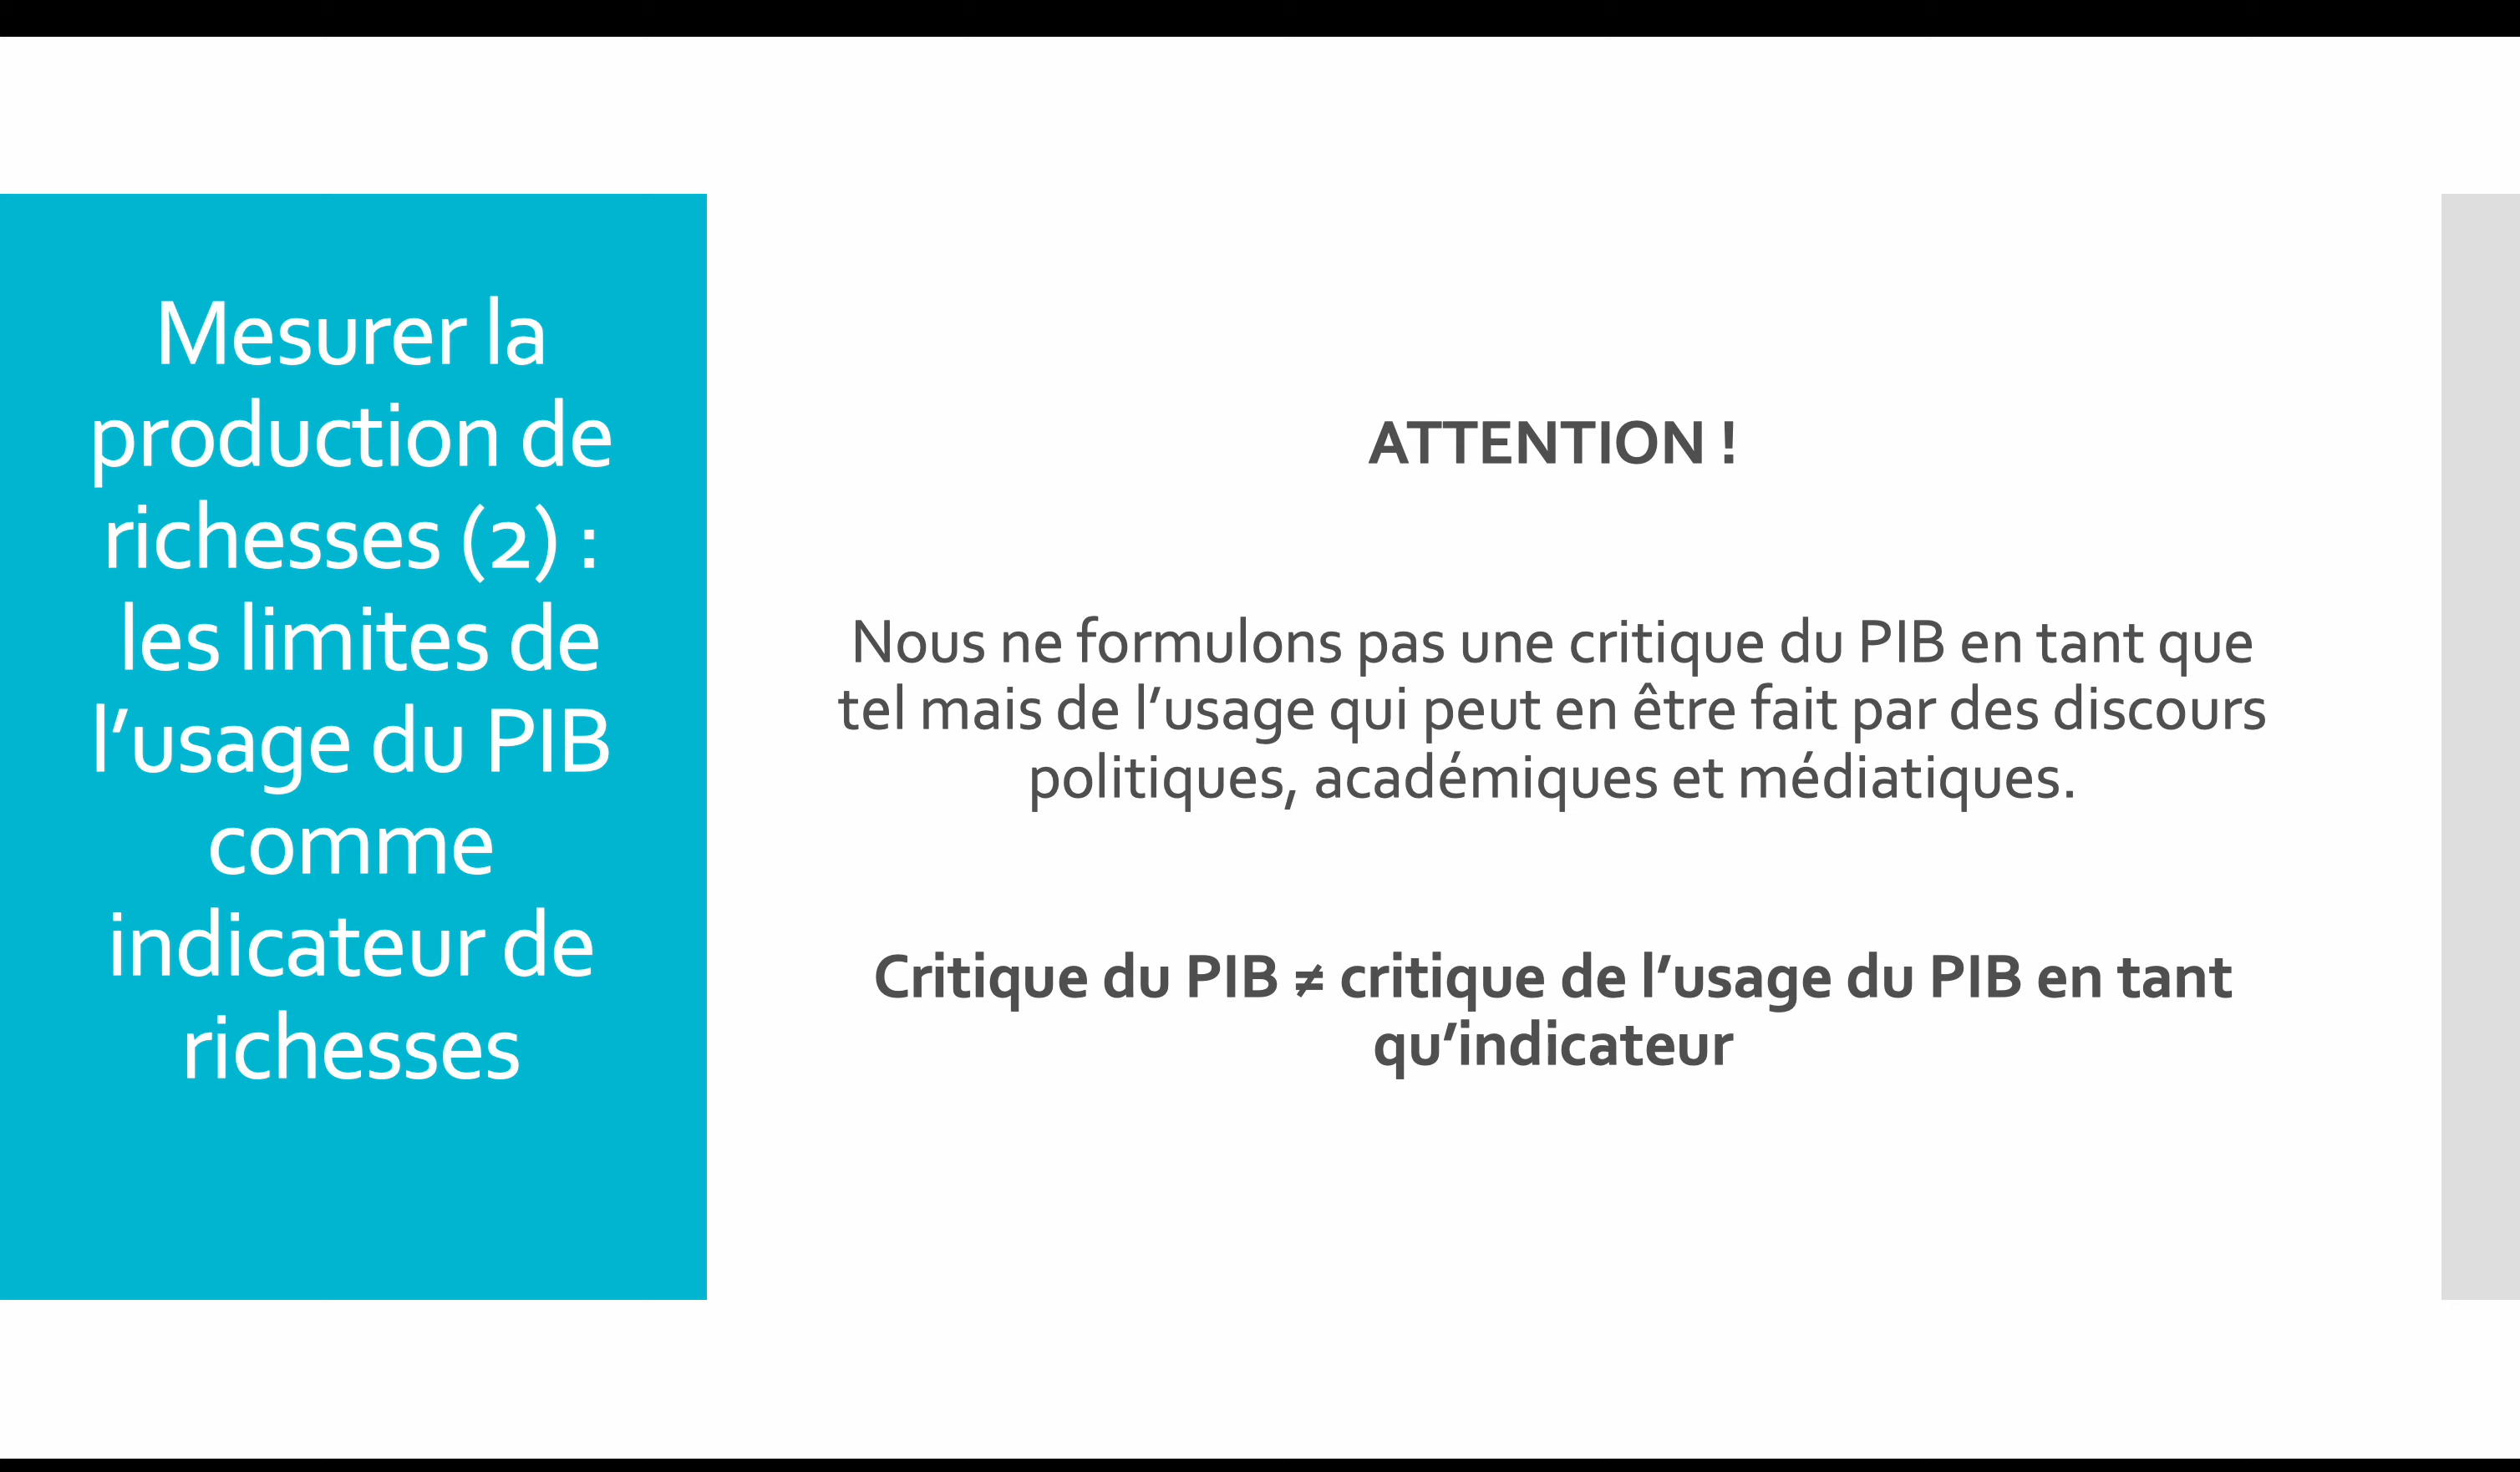 Mesurer la
production de
richesses (2) :
les limites de
l’usage du PIB
comme
indicateur de
richesses
ATTENTION !
Nous ne formulons pas une critique du PIB en tant que
tel mais de l’usage qui peut en être fait par des discours
politiques, académiques et médiatiques.
Critique du PIB ≠ critique de l’usage du PIB en tant
qu’indicateur